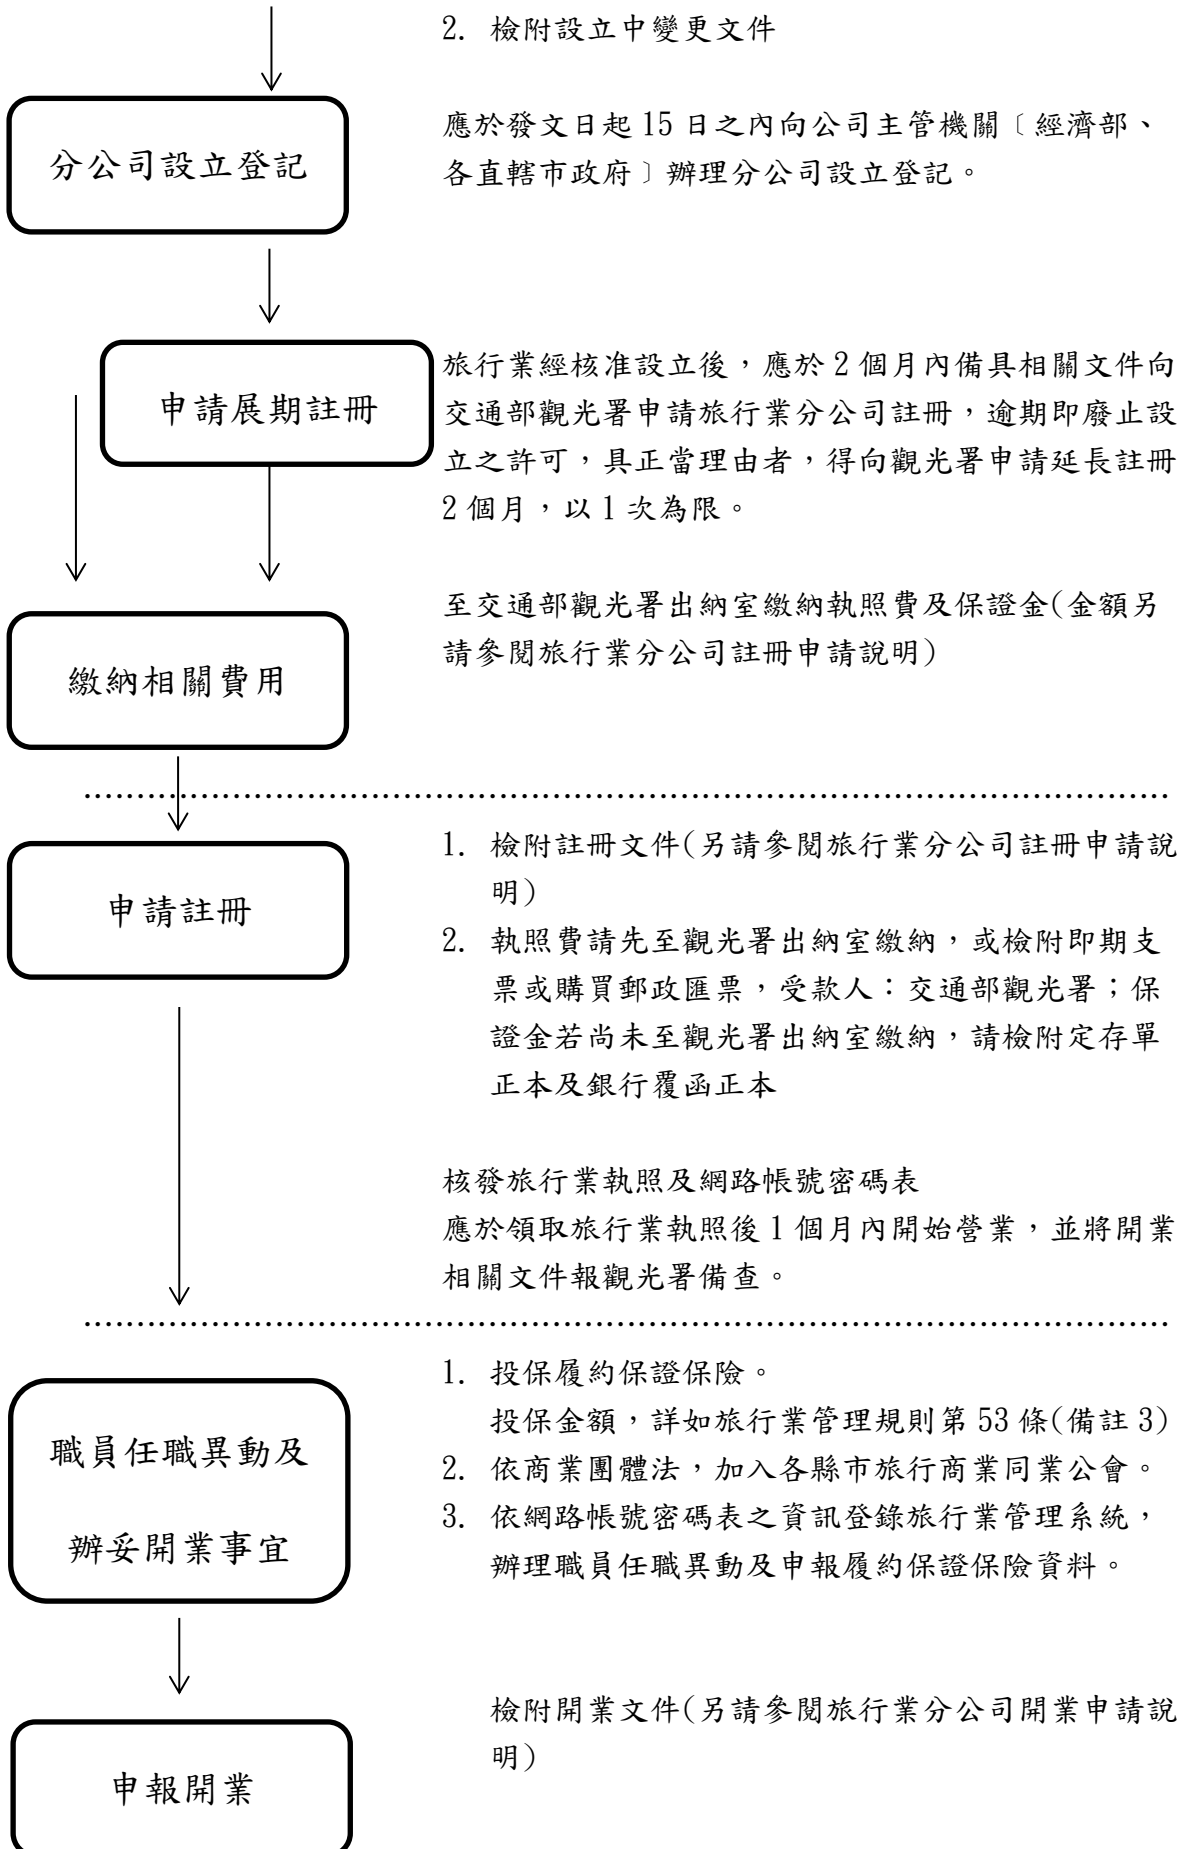 2. 檢附設立中變更文件
分公司設立登記
應於發文日起 15 日之內向公司主管機關﹝經濟部、
各直轄市政府﹞辦理分公司設立登記。
申請展期註冊
旅行業經核准設立後，應於 2 個月內備具相關文件向
交通部觀光署申請旅行業分公司註冊，逾期即廢止設
立之許可，具正當理由者，得向觀光署申請延長註冊
2 個月，以 1 次為限。
繳納相關費用
至交通部觀光署出納室繳納執照費及保證金(金額另
請參閱旅行業分公司註冊申請說明)
申請註冊
1. 檢附註冊文件(另請參閱旅行業分公司註冊申請說
明)
2. 執照費請先至觀光署出納室繳納，或檢附即期支
票或購買郵政匯票，受款人：交通部觀光署；保
證金若尚未至觀光署出納室繳納，請檢附定存單
正本及銀行覆函正本
核發旅行業執照及網路帳號密碼表
應於領取旅行業執照後 1 個月內開始營業，並將開業
相關文件報觀光署備查。
職員任職異動及
辦妥開業事宜
1. 投保履約保證保險。
投保金額，詳如旅行業管理規則第 53 條(備註 3)
2. 依商業團體法，加入各縣市旅行商業同業公會。
3. 依網路帳號密碼表之資訊登錄旅行業管理系統，
辦理職員任職異動及申報履約保證保險資料。
申報開業
檢附開業文件(另請參閱旅行業分公司開業申請說
明)